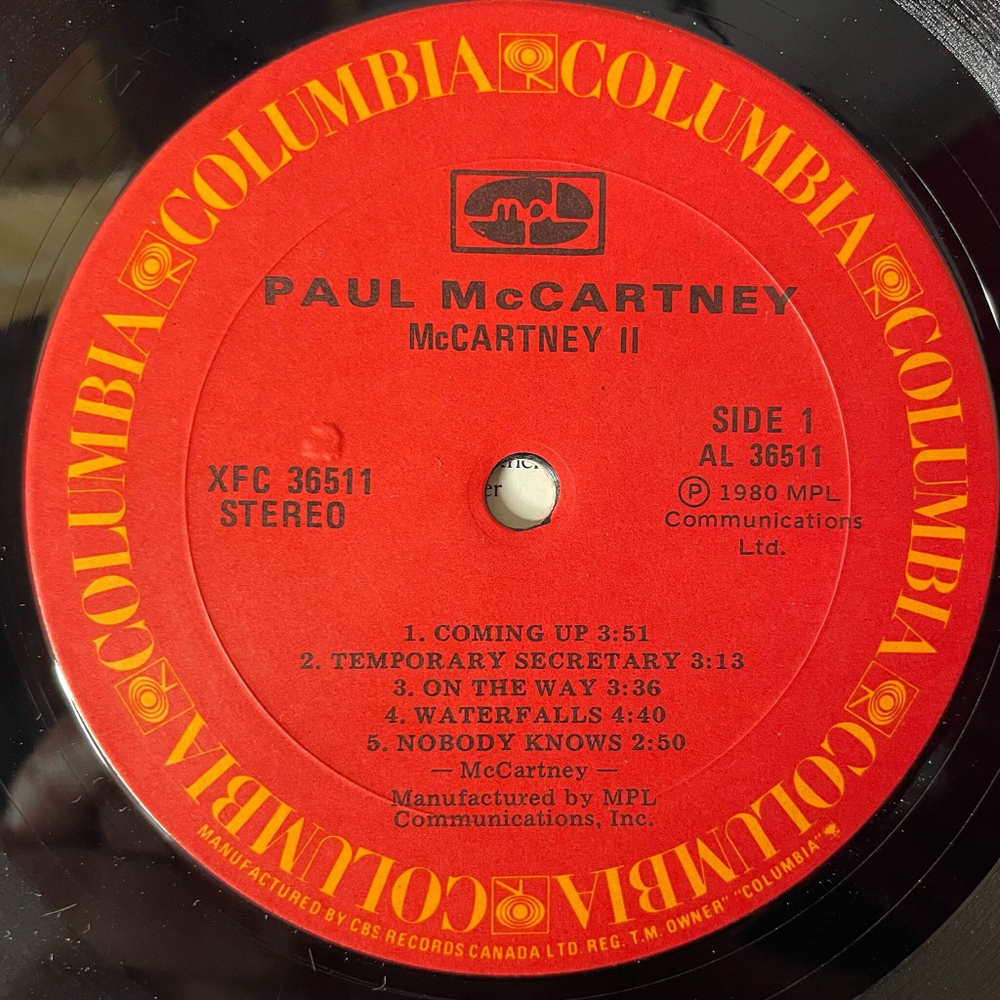 COLUMBIA COLUMBIA COLUMBIA COLUMBIA COLUMBIA COLUMBIA
mpl
PAUL McCARTNEY
McCARTNEY II
XFC 36511
STEREO
SIDE 1
AL 36511
Ⓟ 1980 MPL
Communications
Ltd.
1. COMING UP 3:51
2. TEMPORARY SECRETARY 3:13
3. ON THE WAY 3:36
4. WATERFALLS 4:40
5. NOBODY KNOWS 2:50
— McCartney —
Manufactured by MPL
Communications, Inc.
MANUFACTURED BY CBS RECORDS CANADA LTD. REG. T.M. OWNER "COLUMBIA"